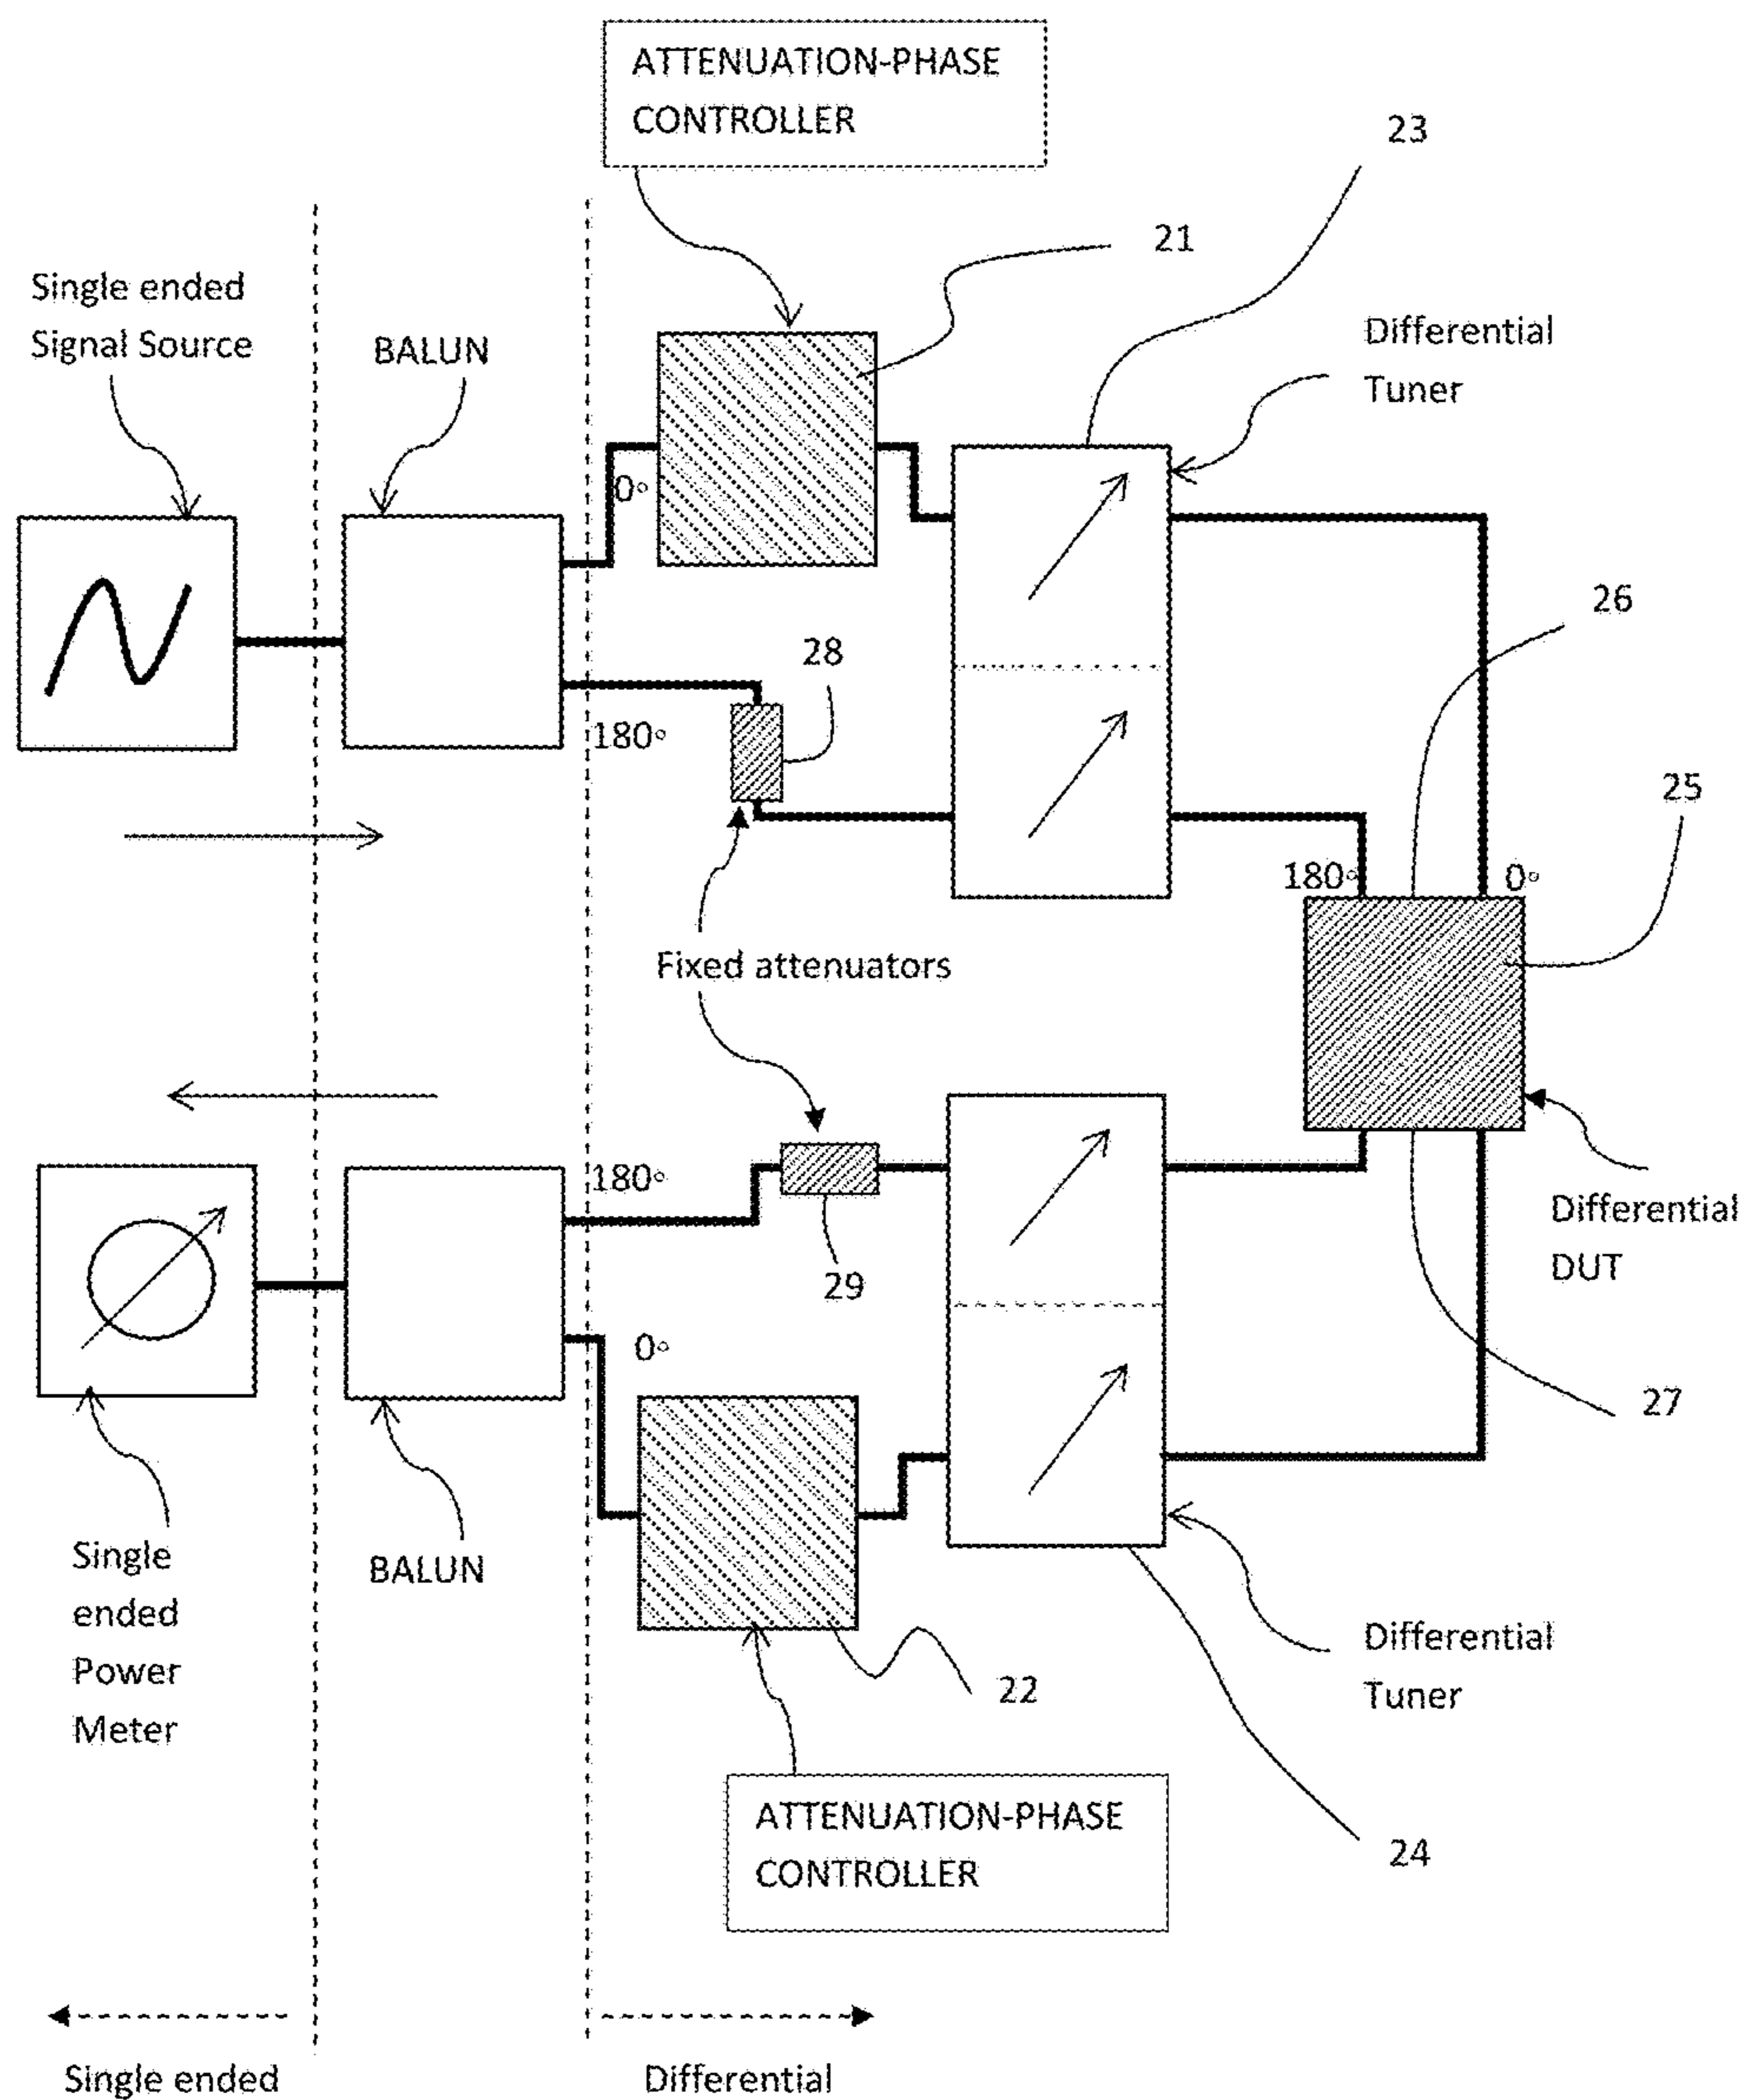 ATTENUATION-PHASE
CONTROLLER
23
21
Single ended
Signal Source
BALUN
Differential
Tuner
0°
26
28
180°
25
180°
0°
Fixed attenuators
180°
29
Differential
DUT
0°
27
Single
ended
Power
Meter
BALUN
22
Differential
Tuner
ATTENUATION-PHASE
CONTROLLER
24
Single ended
Differential